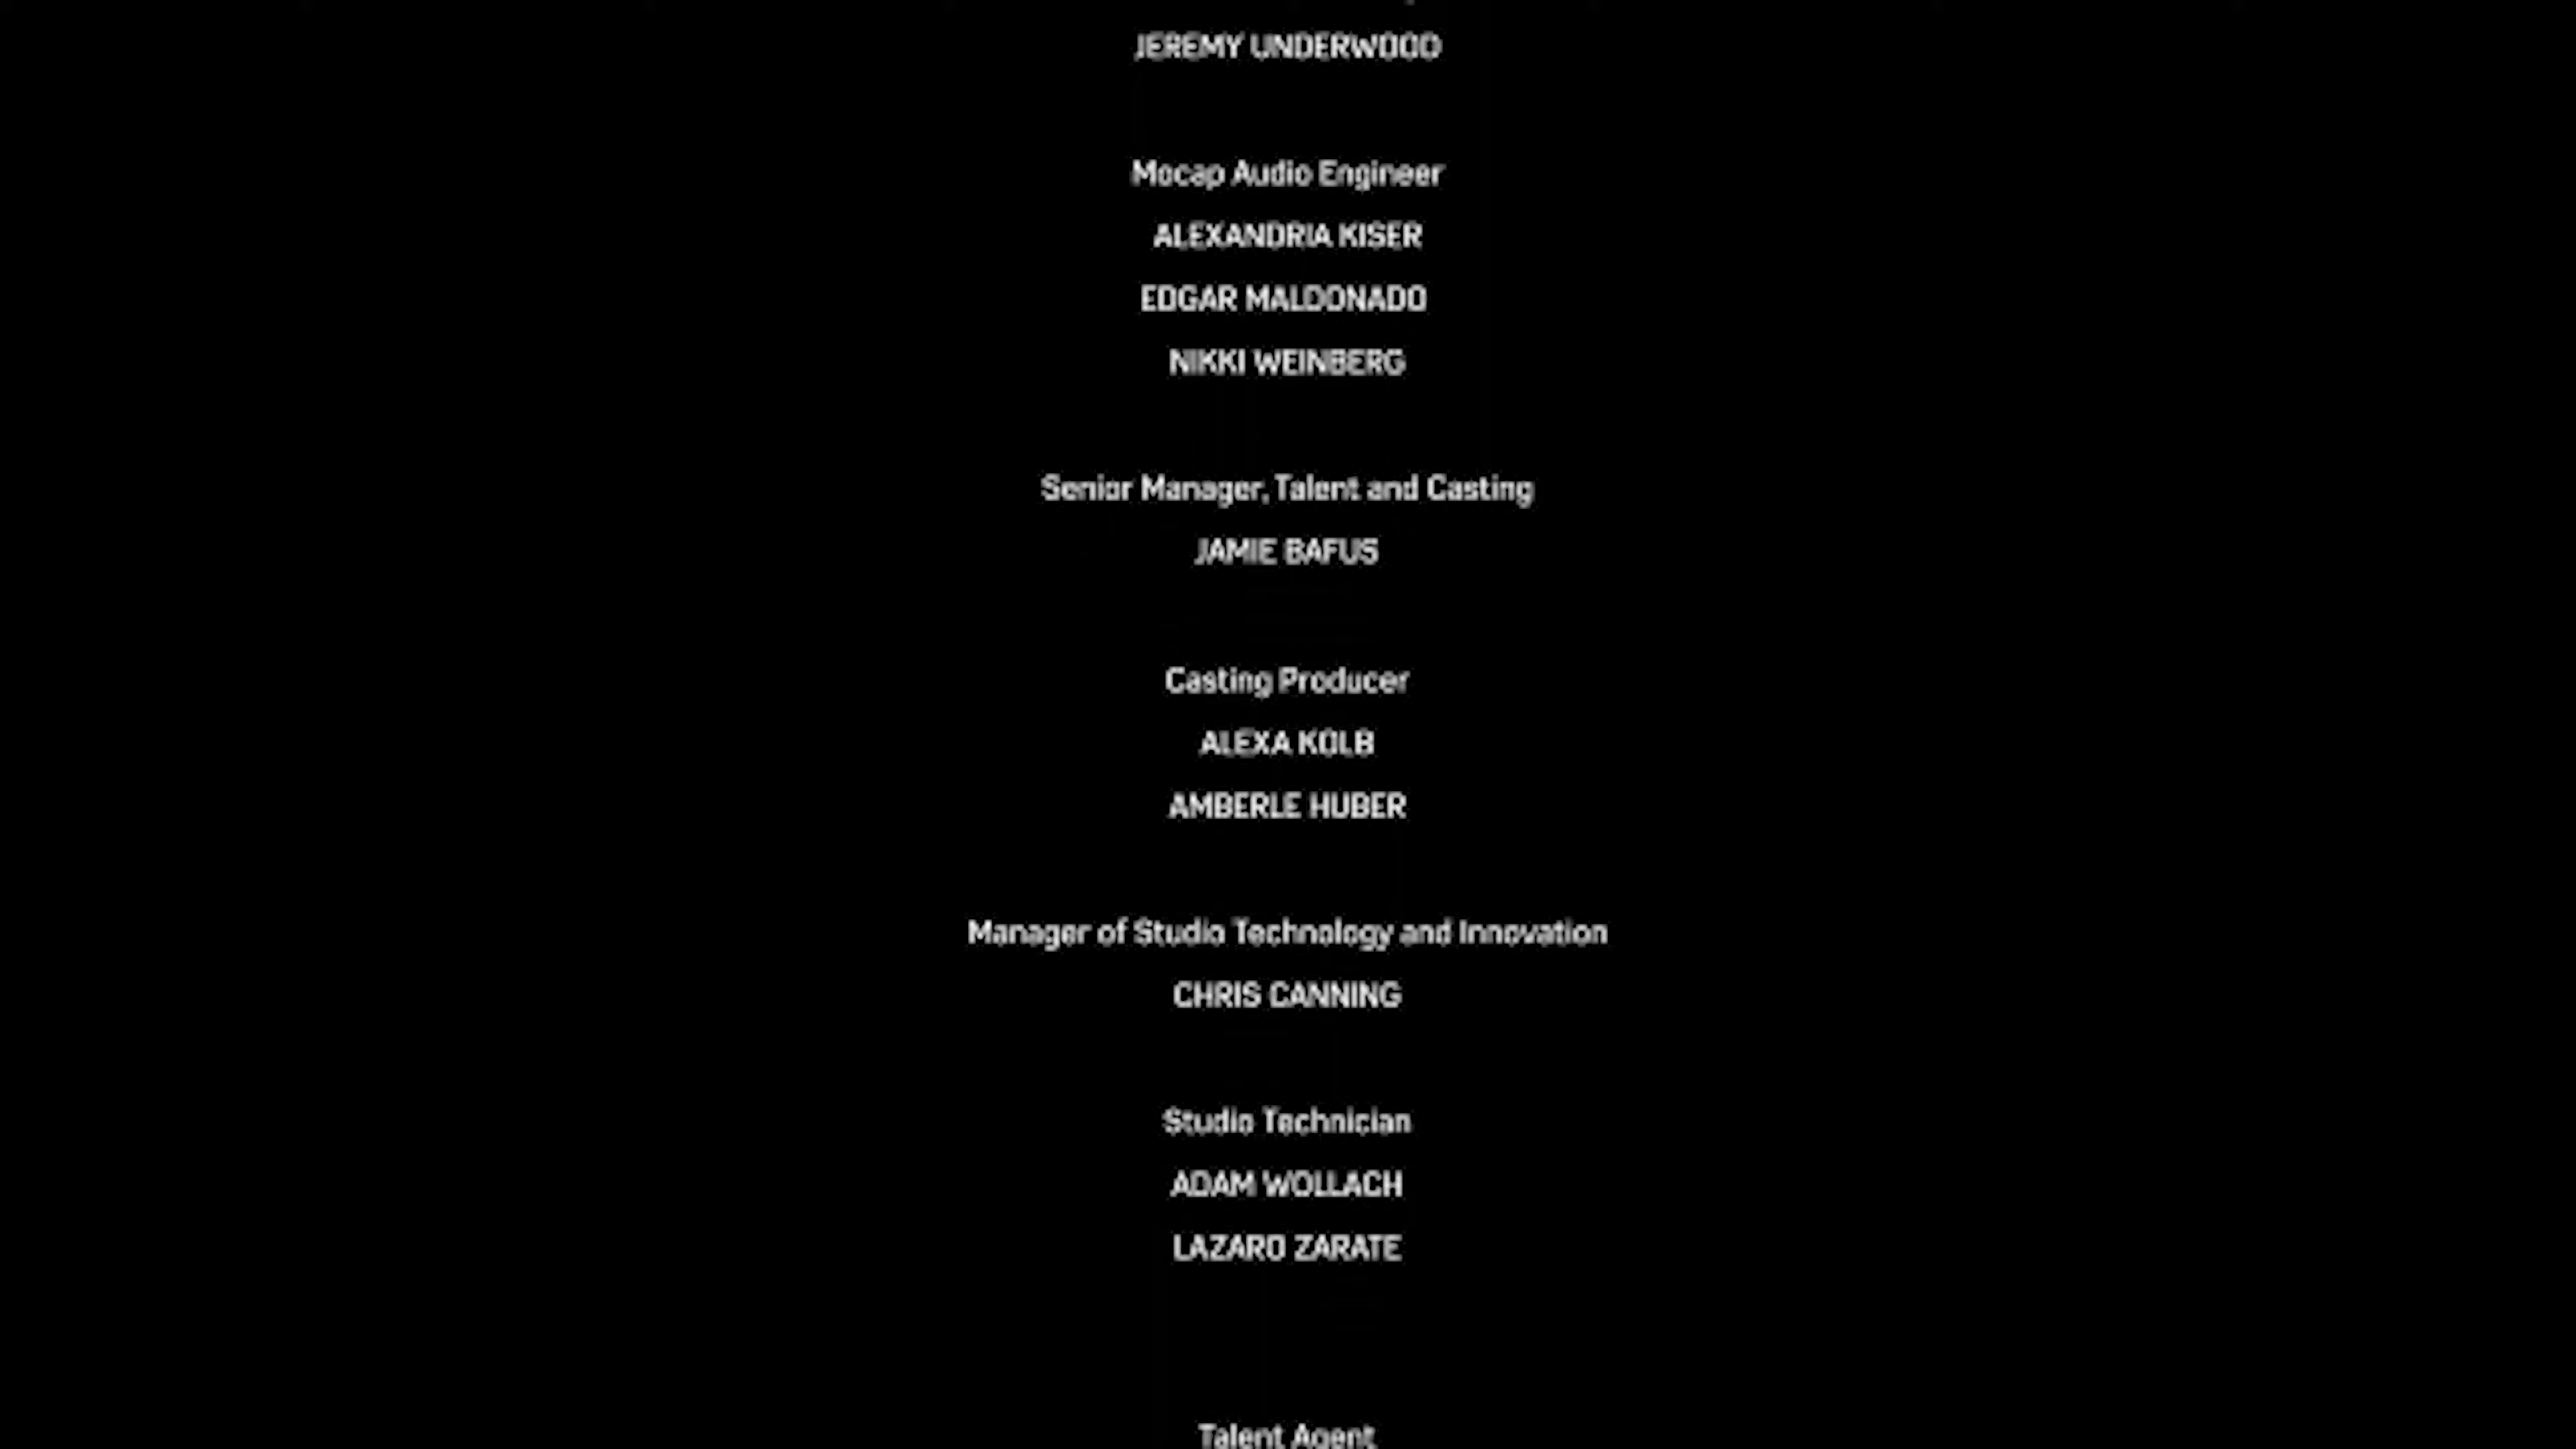 JEREMY UNDERWOOD
Mocap Audio Engineer
ALEXANDRIA KISER
EDGAR MALDONADO
NIKKI WEINBERG
Senior Manager, Talent and Casting
JAMIE BAFUS
Casting Producer
ALEXA KOLB
AMBERLE HUBER
Manager of Studio Technology and Innovation
CHRIS CANNING
Studio Technician
ADAM WOLLACH
LAZARO ZARATE
Talent Agent